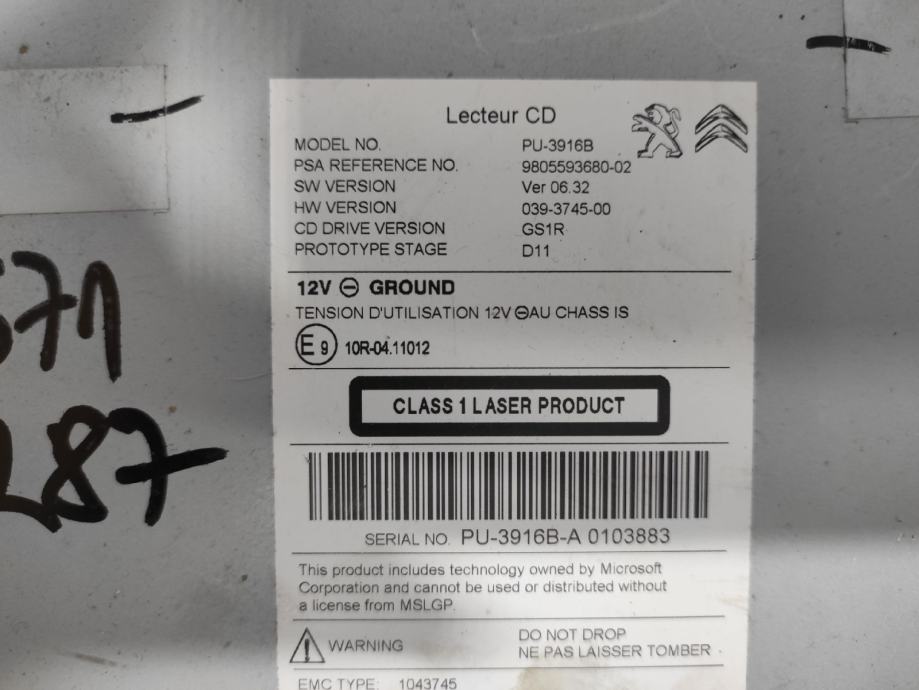 Lecteur CD
MODEL NO. PU-3916B
PSA REFERENCE NO. 9805593680-02
SW VERSION Ver 06.32
HW VERSION 039-3745-00
CD DRIVE VERSION GS1R
PROTOTYPE STAGE D11
12V ⊖ GROUND
TENSION D'UTILISATION 12V ⊖AU CHASS IS
E9 10R-04.11012
CLASS 1 LASER PRODUCT
SERIAL NO. PU-3916B-A 0103883
This product includes technology owned by Microsoft
Corporation and cannot be used or distributed without
a license from MSLGP.
WARNING DO NOT DROP
NE PAS LAISSER TOMBER
EMC TYPE: 1043745
71
87